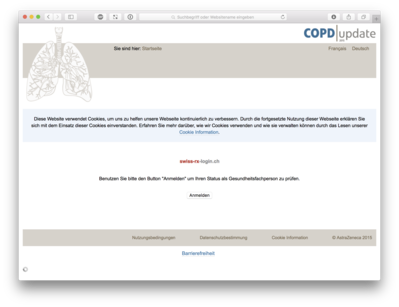 Suchbegriff oder Websitename eingeben
COPD update
Sie sind hier: Startseite
Français Deutsch
Diese Webseite verwendet Cookies, um uns zu helfen unsere Webseite kontinuierlich zu verbessern. Durch die fortgesetzte Nutzung dieser Webseite erklären Sie
sich mit dem Einsatz dieser Cookies einverstanden. Erfahren Sie mehr darüber, wie wir Cookies verwenden und wie sie verwalten können durch das Lesen unserer
Cookie Information.
swiss-rx-login.ch
Benutzen Sie bitte den Button "Anmelden" um Ihren Status als Gesundheitsfachperson zu prüfen.
Anmelden
Nutzungsbedingungen Datenschutzbestimmung Cookie Information © AstraZeneca 2015
Barrierefreiheit